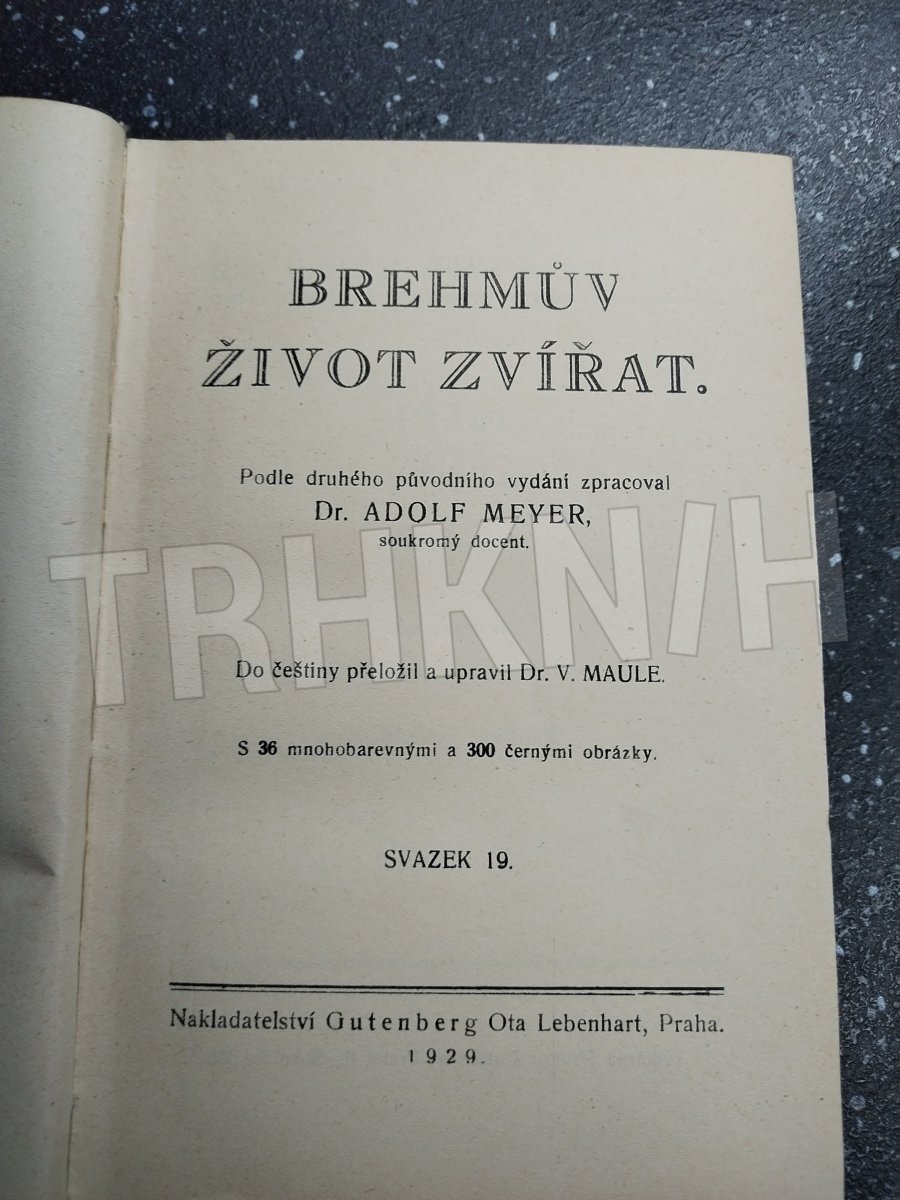 BREHMŮV
ŽIVOT ZVÍŘAT.
Podle druhého původního vydání zpracoval
Dr. ADOLF MEYER,
soukromý docent.
TRHKNIH
Do češtiny přeložil a upravil Dr. V. MAULE.
S 36 mnohobarevnými a 300 černými obrázky.
SVAZEK 19.
Nakladatelství Gutenberg Ota Lebenhart, Praha.
1929.